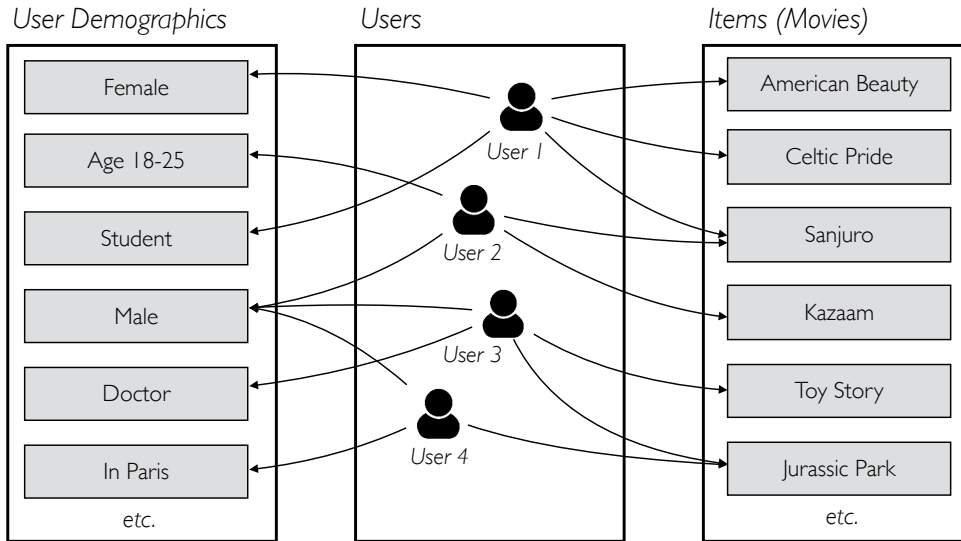 User Demographics
Users
Items (Movies)
Female
Age 18-25
Student
Male
Doctor
In Paris
etc.
User 1
User 2
User 3
User 4
American Beauty
Celtic Pride
Sanjuro
Kazaam
Toy Story
Jurassic Park
etc.